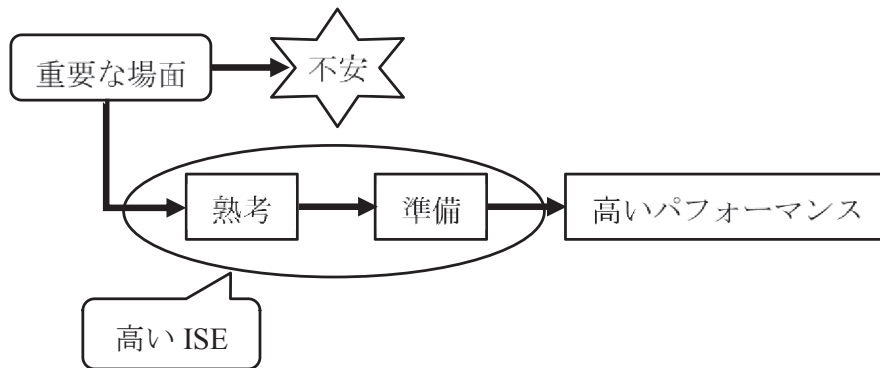 重要な場面
不安
熟考
準備
高いパフォーマンス
高い ISE